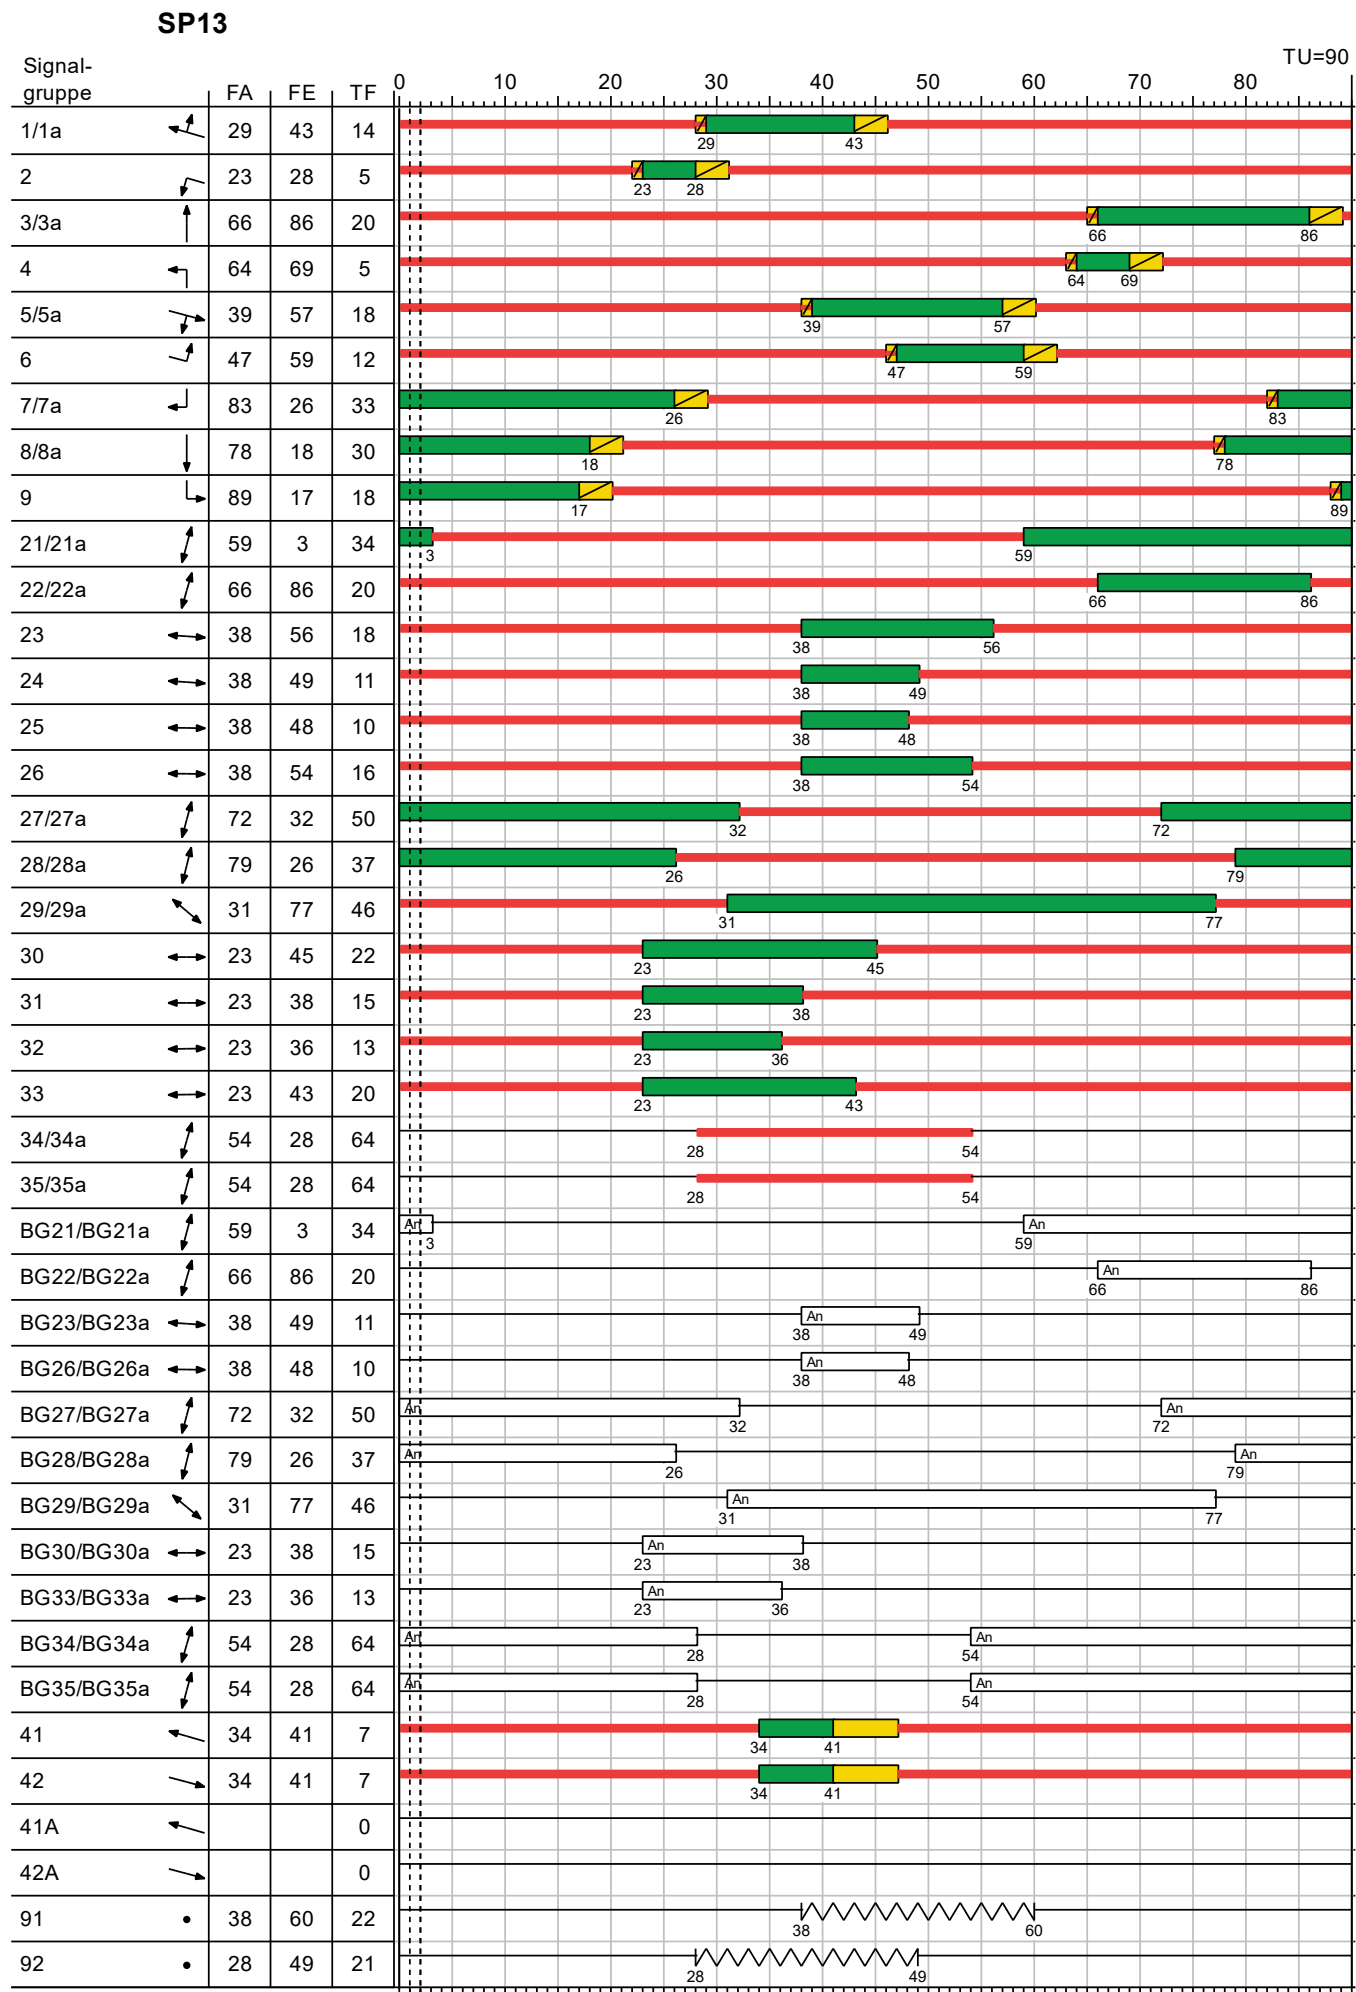 SP13
TU=90
Signal-
gruppe FA FE TF 0 10 20 30 40 50 60 70 80
1/1a 29 43 14
29 43
2 23 28 5
23 28
3/3a 66 86 20
66 86
4 64 69 5
64 69
5/5a 39 57 18
39 57
6 47 59 12
47 59
7/7a 83 26 33
26 83
8/8a 78 18 30
18 78
9 89 17 18
17 89
21/21a 59 3 34
3 59
22/22a 66 86 20
66 86
23 38 56 18
38 56
24 38 49 11
38 49
25 38 48 10
38 48
26 38 54 16
38 54
27/27a 72 32 50
32 72
28/28a 79 26 37
26 79
29/29a 31 77 46
31 77
30 23 45 22
23 45
31 23 38 15
23 38
32 23 36 13
23 36
33 23 43 20
23 43
34/34a 54 28 64
28 54
35/35a 54 28 64
28 54
BG21/BG21a 59 3 34 An An
3 59
BG22/BG22a 66 86 20 An
66 86
BG23/BG23a 38 49 11 An
38 49
BG26/BG26a 38 48 10 An
38 48
BG27/BG27a 72 32 50 An An
32 72
BG28/BG28a 79 26 37 An An
26 79
BG29/BG29a 31 77 46 An
31 77
BG30/BG30a 23 38 15 An
23 38
BG33/BG33a 23 36 13 An
23 36
BG34/BG34a 54 28 64 An An
28 54
BG35/BG35a 54 28 64 An An
28 54
41 34 41 7
34 41
42 34 41 7
34 41
41A 0
42A 0
91 38 60 22
38 60
92 28 49 21
28 49